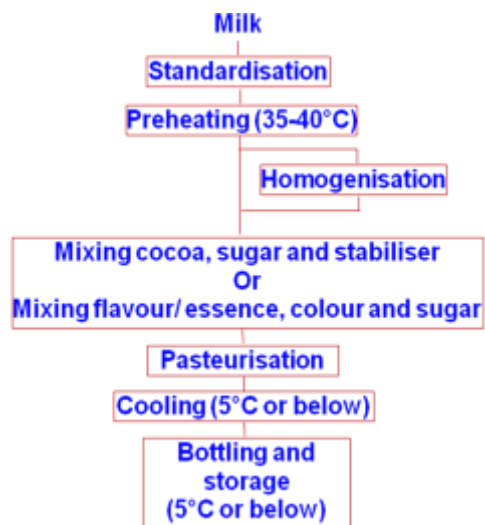 Milk
Standardisation
Preheating (35-40°C)
Homogenisation
Mixing cocoa, sugar and stabiliser
Or
Mixing flavour/ essence, colour and sugar
Pasteurisation
Cooling (5°C or below)
Bottling and
storage
(5°C or below)